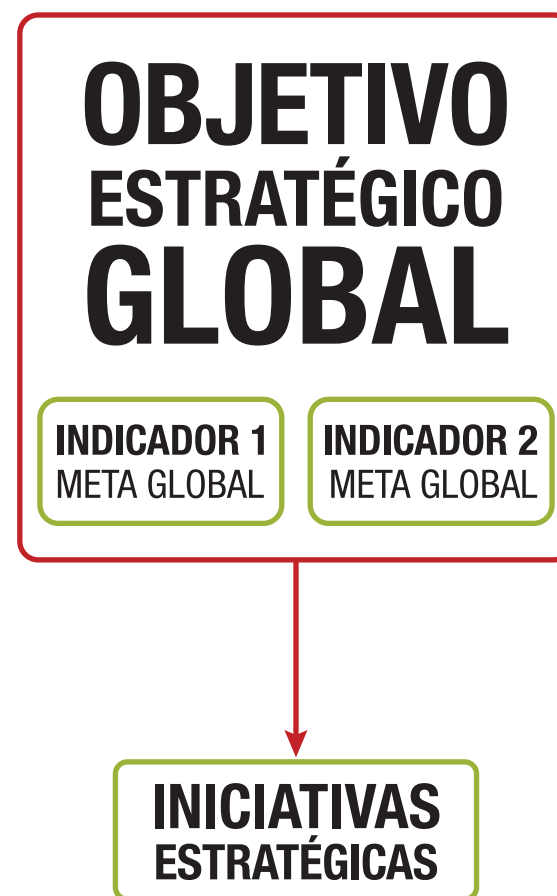 OBJETIVO
ESTRATÉGICO
GLOBAL
INDICADOR 1
META GLOBAL
INDICADOR 2
META GLOBAL
INICIATIVAS
ESTRATÉGICAS